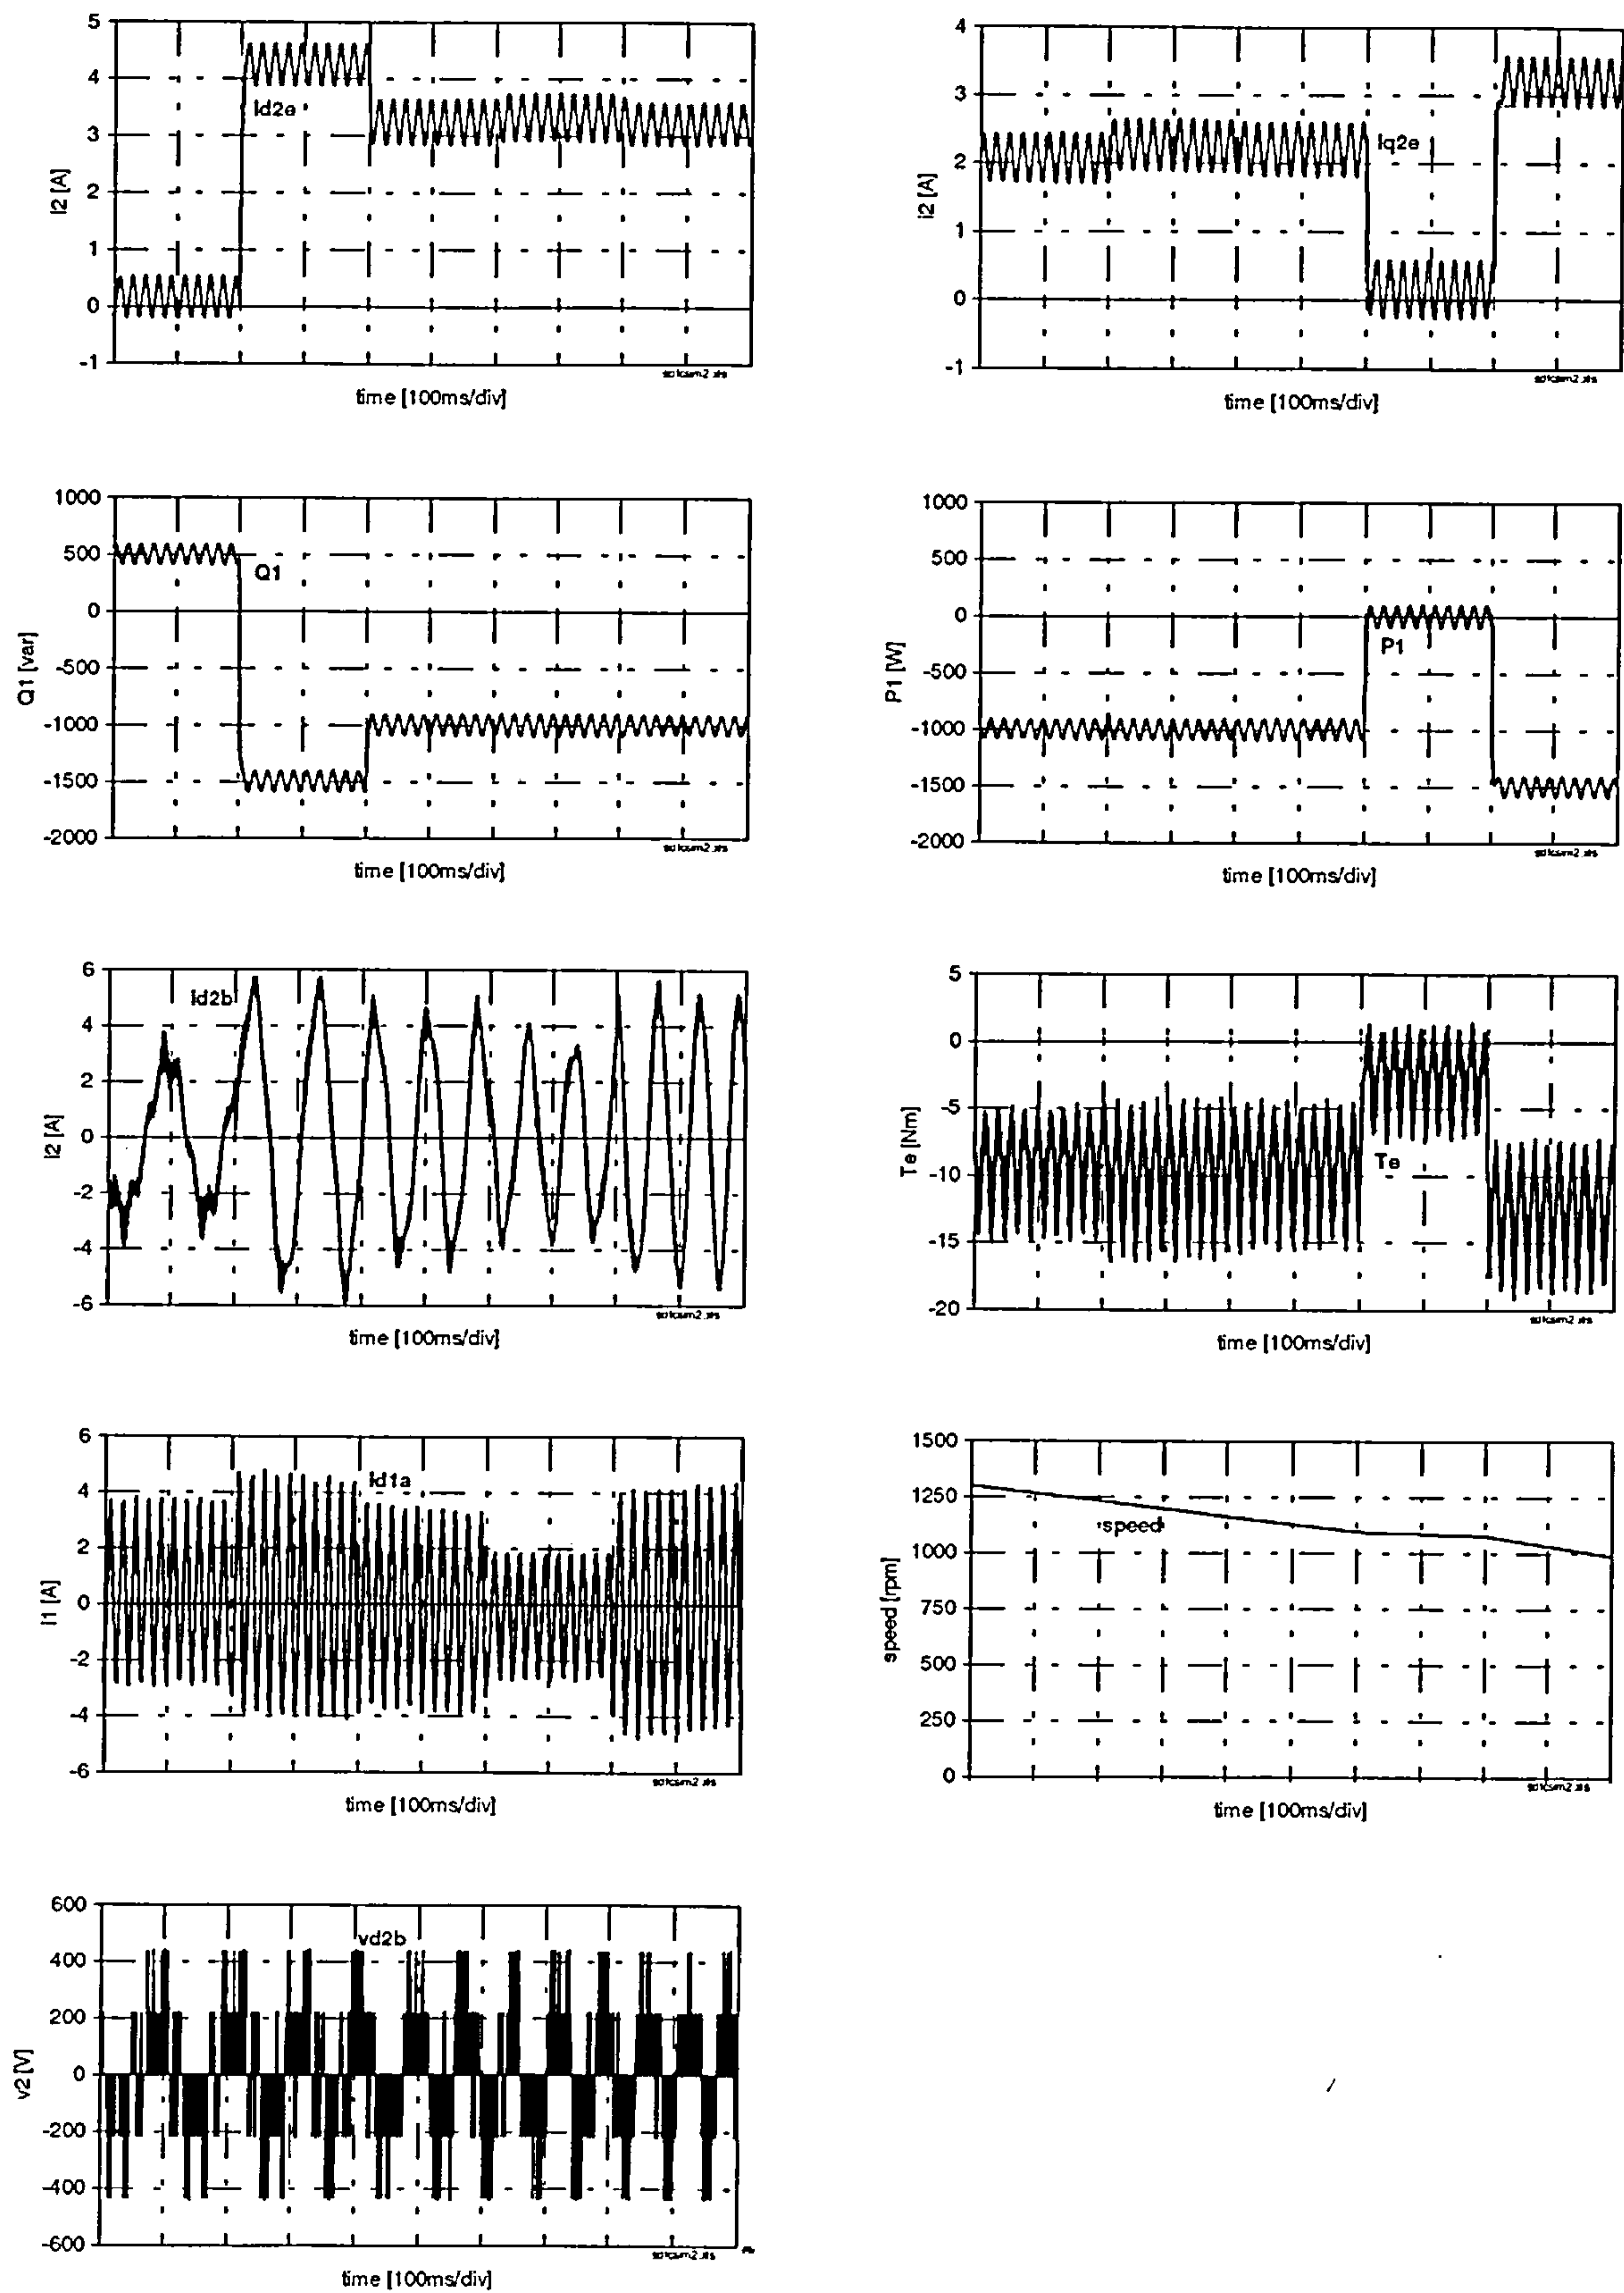 5
4
3
2
1
0
-1
I2 [A]
Id2e
time [100ms/div]
4
3
2
1
0
-1
I2 [A]
Iq2e
time [100ms/div]
1000
500
0
-500
-1000
-1500
-2000
Q1 [var]
Q1
time [100ms/div]
1000
500
0
-500
-1000
-1500
-2000
P1 [W]
P1
time [100ms/div]
6
4
2
0
-2
-4
-6
I2 [A]
Id2b
time [100ms/div]
5
0
-5
-10
-15
-20
Te [Nm]
Te
time [100ms/div]
6
4
2
0
-2
-4
-6
I1 [A]
Id1a
time [100ms/div]
1500
1250
1000
750
500
250
0
speed [rpm]
speed
time [100ms/div]
600
400
200
0
-200
-400
-600
v2 [V]
vd2b
time [100ms/div]